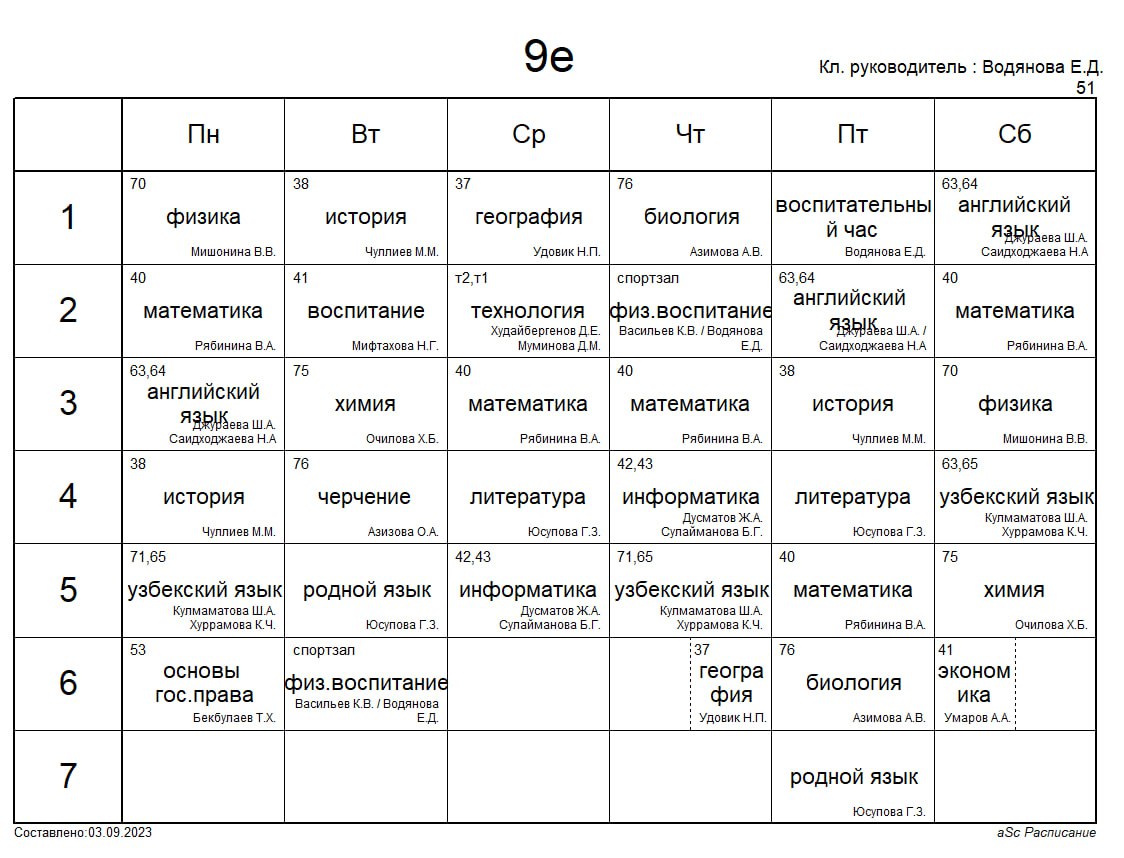 9е
Кл. руководитель : Водянова Е.Д.
51
Пн Вт Ср Чт Пт Сб
1
70
физика
Мишонина В.В.
38
история
Чуллиев М.М.
37
география
Удовик Н.П.
76
биология
Азимова А.В.
воспитательны
й час
Водянова Е.Д.
63,64
английский
язык
Джураева Ш.А.
Саидходжаева Н.А
2
40
математика
Рябинина В.А.
41
воспитание
Мифтахова Н.Г.
т2,т1
технология
Худайбергенов Д.Е.
Муминова Д.М.
спортзал
физ.воспитание
Васильев К.В. / Водянова
Е.Д.
63,64
английский
язык
Джураева Ш.А. /
Саидходжаева Н.А
40
математика
Рябинина В.А.
3
63,64
английский
язык
Джураева Ш.А.
Саидходжаева Н.А
75
химия
Очилова Х.Б.
40
математика
Рябинина В.А.
40
математика
Рябинина В.А.
38
история
Чуллиев М.М.
70
физика
Мишонина В.В.
4
38
история
Чуллиев М.М.
76
черчение
Азизова О.А.
литература
Юсупова Г.З.
42,43
информатика
Дусматов Ж.А.
Сулайманова Б.Г.
литература
Юсупова Г.З.
63,65
узбекский язык
Кулмаматова Ш.А.
Хуррамова К.Ч.
5
71,65
узбекский язык
Кулмаматова Ш.А.
Хуррамова К.Ч.
родной язык
Юсупова Г.З.
42,43
информатика
Дусматов Ж.А.
Сулайманова Б.Г.
71,65
узбекский язык
Кулмаматова Ш.А.
Хуррамова К.Ч.
40
математика
Рябинина В.А.
75
химия
Очилова Х.Б.
6
53
основы
гос.права
Бекбулаев Т.Х.
спортзал
физ.воспитание
Васильев К.В. / Водянова
Е.Д.
37
геогра
фия
Удовик Н.П.
76
биология
Азимова А.В.
41
эконом
ика
Умаров А.А.
7
родной язык
Юсупова Г.З.
Составлено:03.09.2023
aSc Расписание